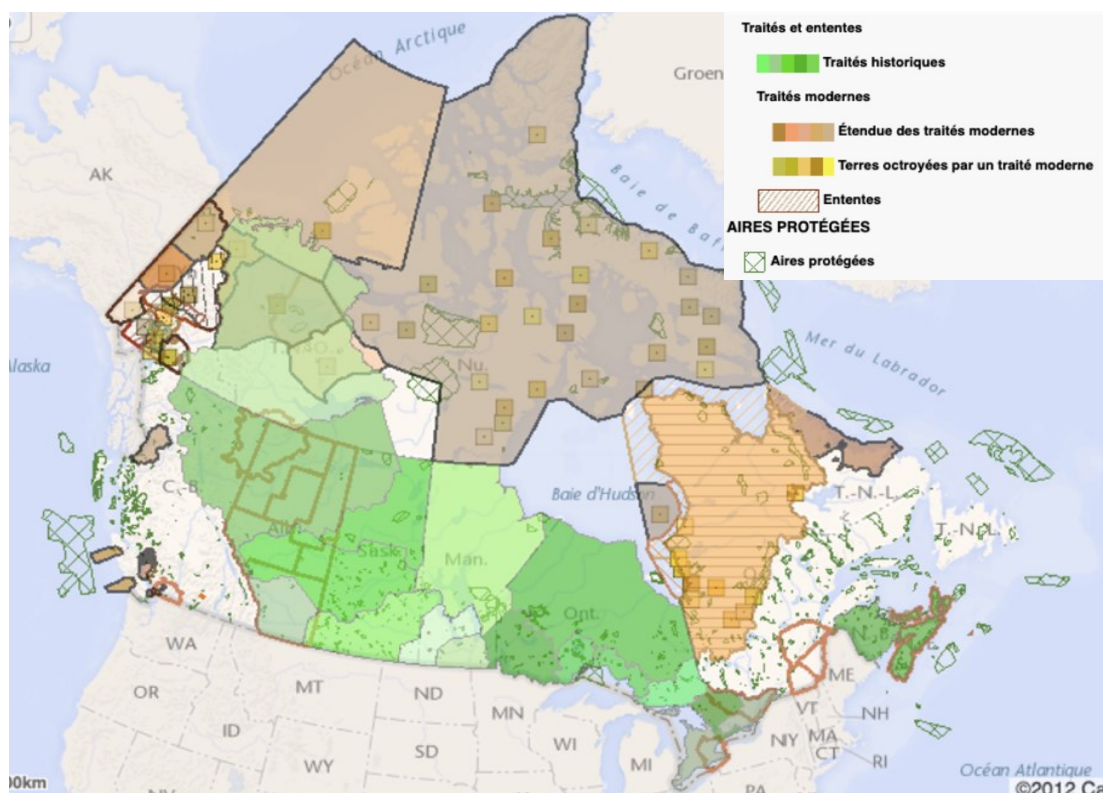 Traités et ententes
Traités historiques
Traités modernes
Étendue des traités modernes
Terres octroyées par un traité moderne
Ententes
AIRES PROTÉGÉES
Aires protégées
Océan Arctique
Groen
AK
Baie de Baff
Alaska
Nu.
Mer du Labrador
Baie d'Hudson
C.-B.
Sask.
Man.
Ont.
T.-N.-L.
T.-N.-L.
N.-B.
WA
OR
ID
MT
WY
ND
SD
MN
WI
MI
NY
PA
VT
ME
NH
MA
CT
RI
00km
Océan Atlantique
©2012 Ca